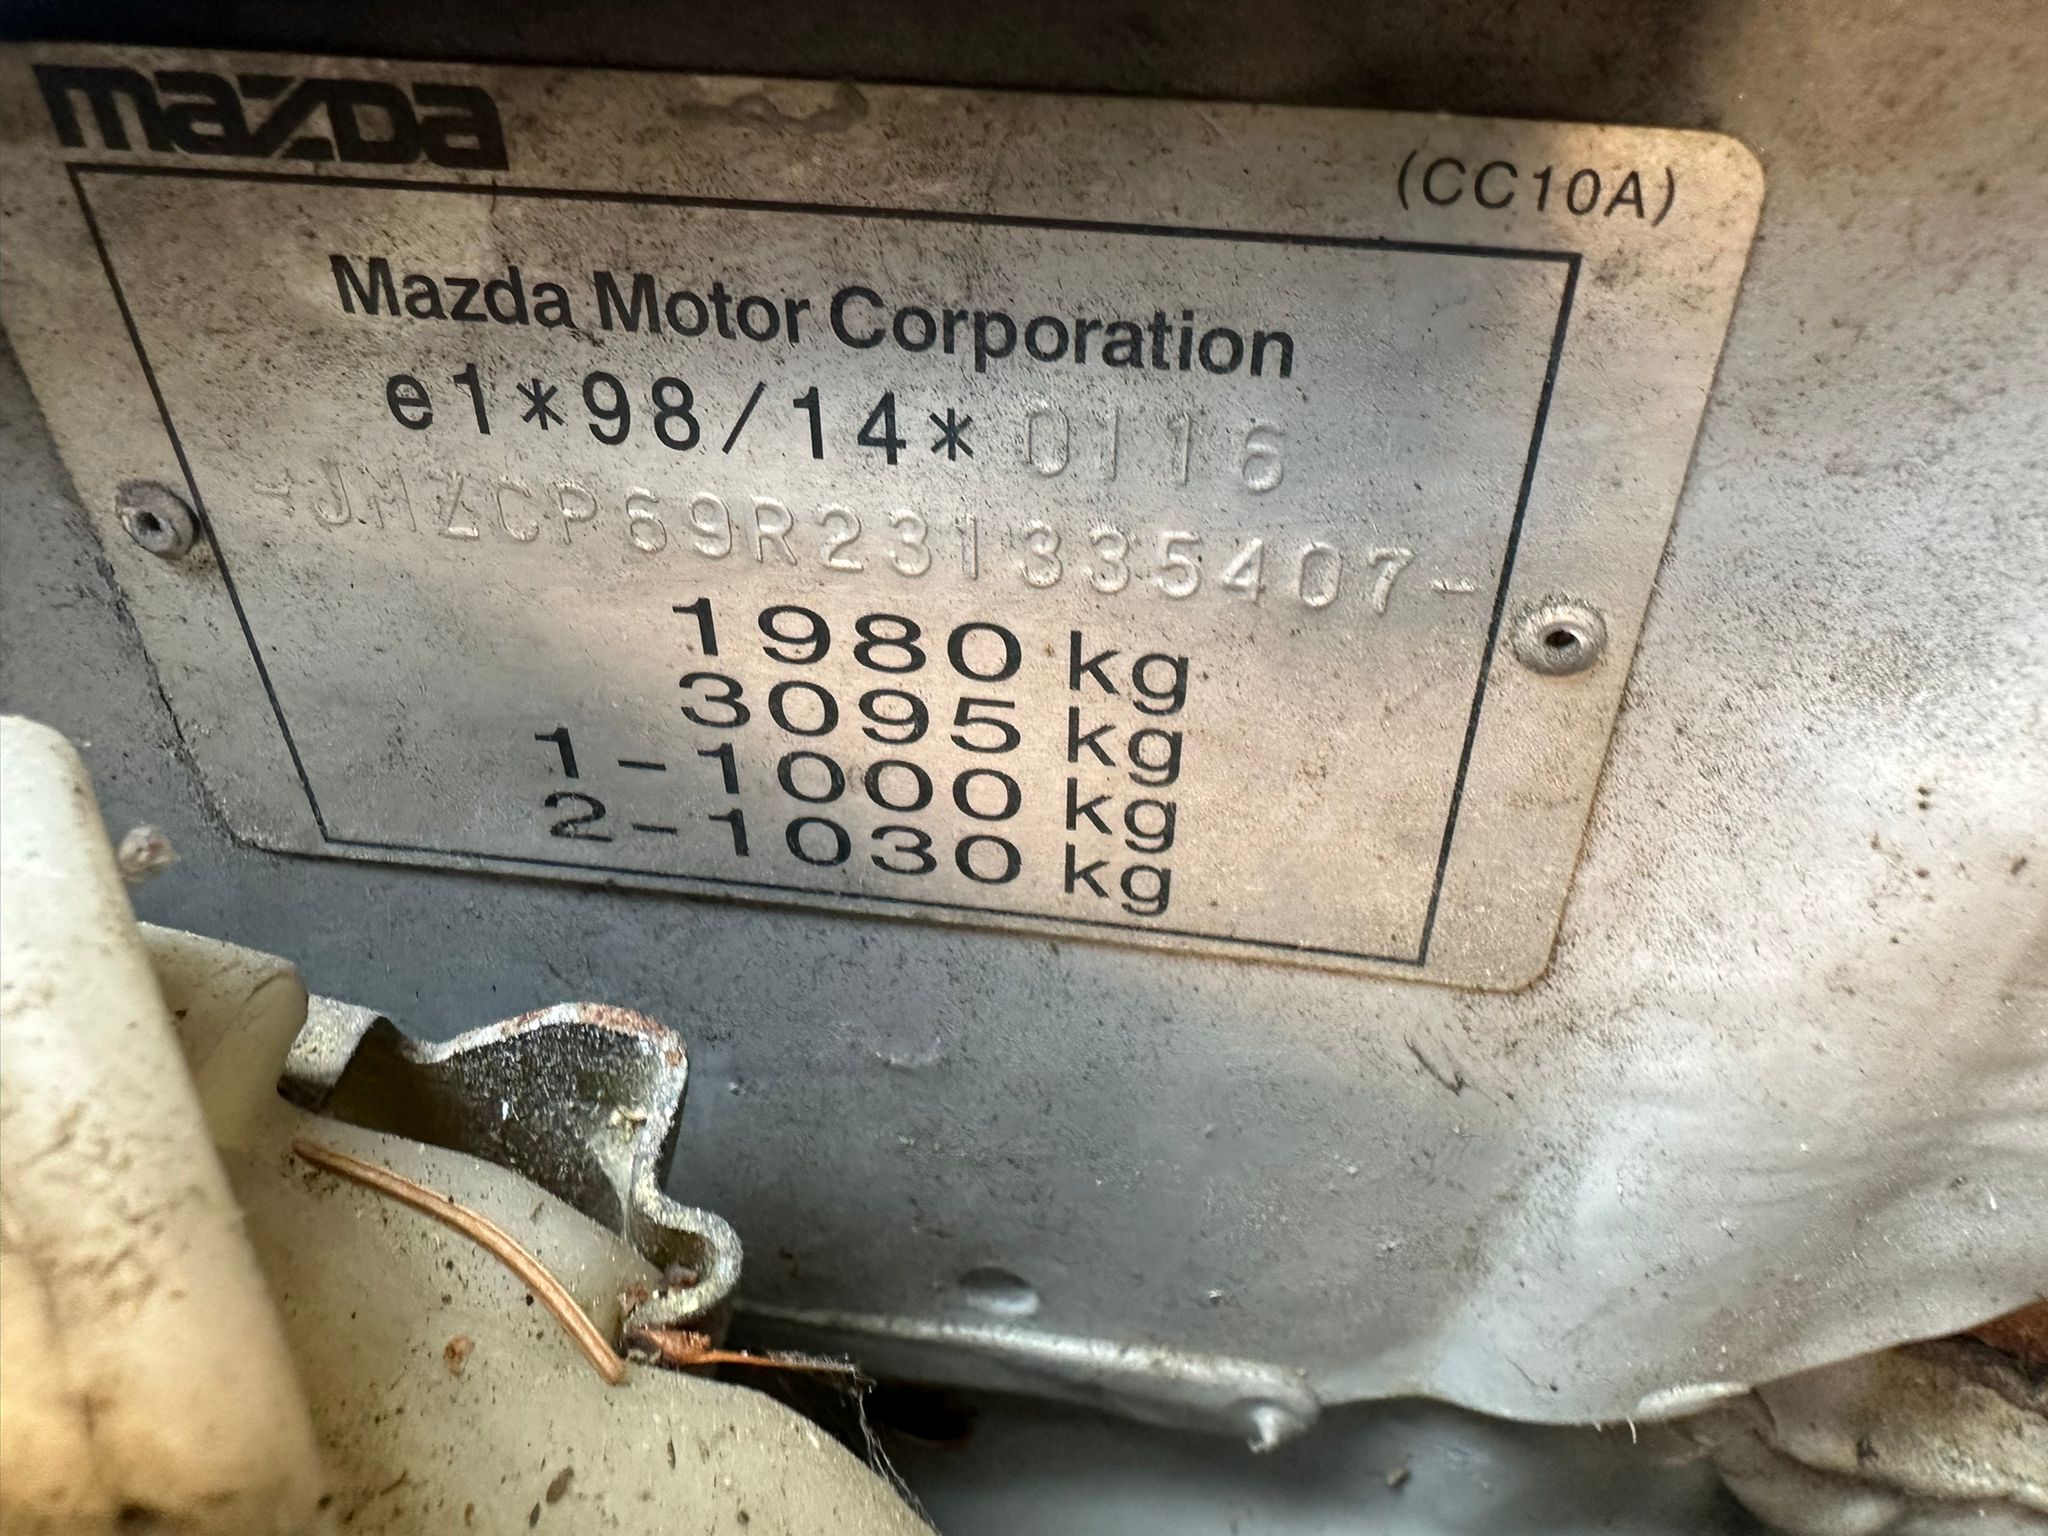 mazda
(CC10A)
Mazda Motor Corporation
e1*98/14*0116
-JMZCP69R231335407-
1980 kg
3095 kg
1-1000 kg
2-1030 kg